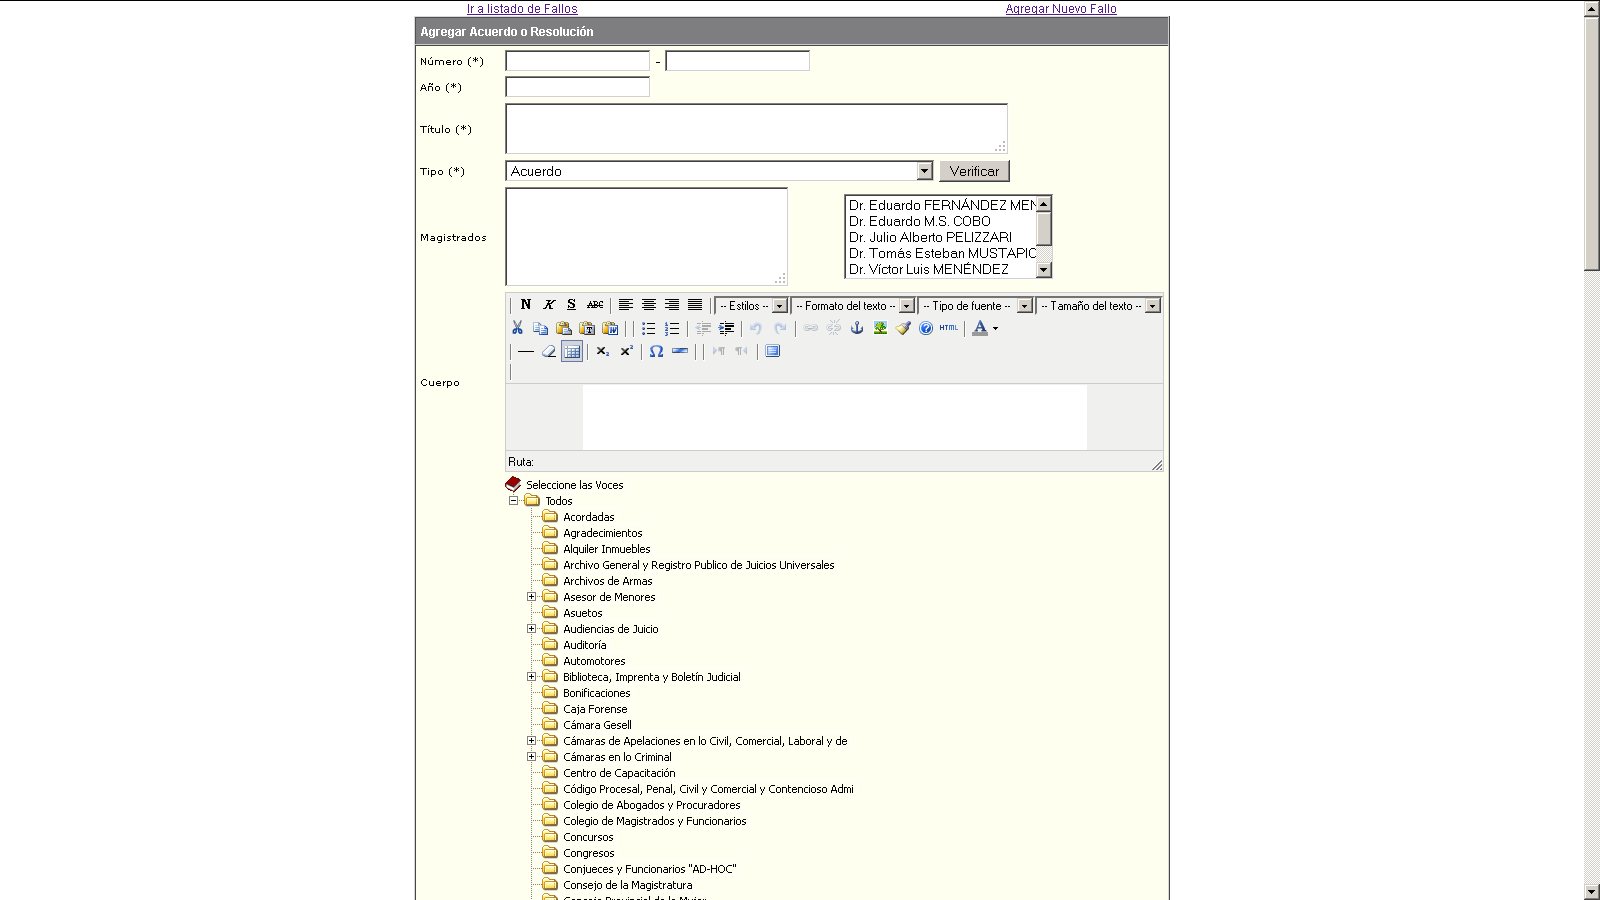 Ir a listado de Fallos Agregar Nuevo Fallo
Agregar Acuerdo o Resolución
Número (*) -
Año (*)
Título (*)
Tipo (*) Acuerdo Verificar
Magistrados
Dr. Eduardo FERNÁNDEZ MEN
Dr. Eduardo M.S. COBO
Dr. Julio Alberto PELIZZARI
Dr. Tomás Esteban MUSTAPIC
Dr. Víctor Luis MENÉNDEZ
N K S ABC -- Estilos -- -- Formato del texto -- -- Tipo de fuente -- -- Tamaño del texto --
HTML A
x₂ x² Ω
Cuerpo
Ruta:
Seleccione las Voces
Todos
Acordadas
Agradecimientos
Alquiler Inmuebles
Archivo General y Registro Publico de Juicios Universales
Archivos de Armas
Asesor de Menores
Asuetos
Audiencias de Juicio
Auditoría
Automotores
Biblioteca, Imprenta y Boletín Judicial
Bonificaciones
Caja Forense
Cámara Gesell
Cámaras de Apelaciones en lo Civil, Comercial, Laboral y de
Cámaras en lo Criminal
Centro de Capacitación
Código Procesal, Penal, Civil y Comercial y Contencioso Admi
Colegio de Abogados y Procuradores
Colegio de Magistrados y Funcionarios
Concursos
Congresos
Conjueces y Funcionarios "AD-HOC"
Consejo de la Magistratura